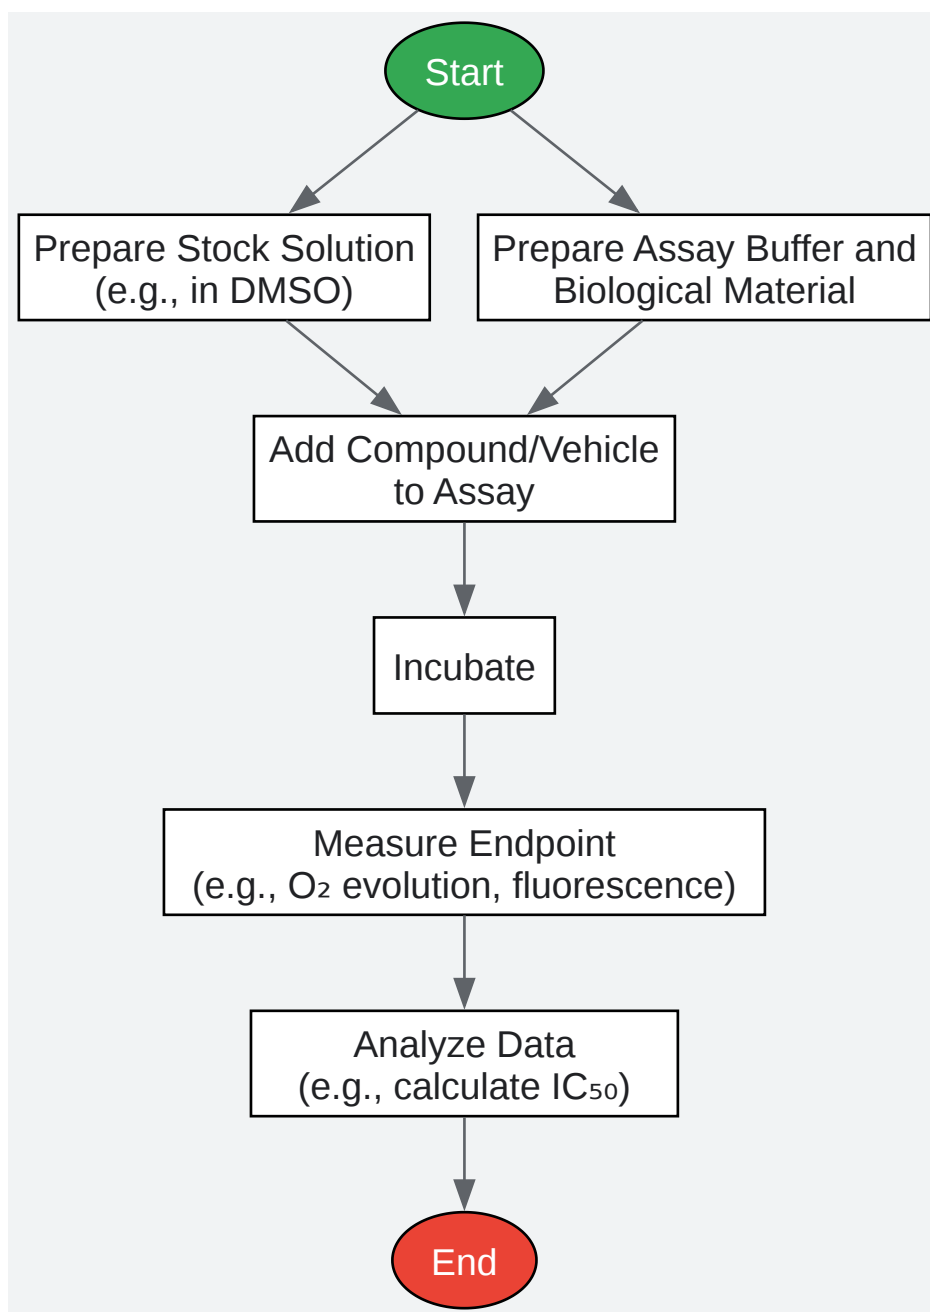 Start
Prepare Stock Solution
(e.g., in DMSO)
Prepare Assay Buffer and
Biological Material
Add Compound/Vehicle
to Assay
Incubate
Measure Endpoint
(e.g., O₂ evolution, fluorescence)
Analyze Data
(e.g., calculate IC₅₀)
End